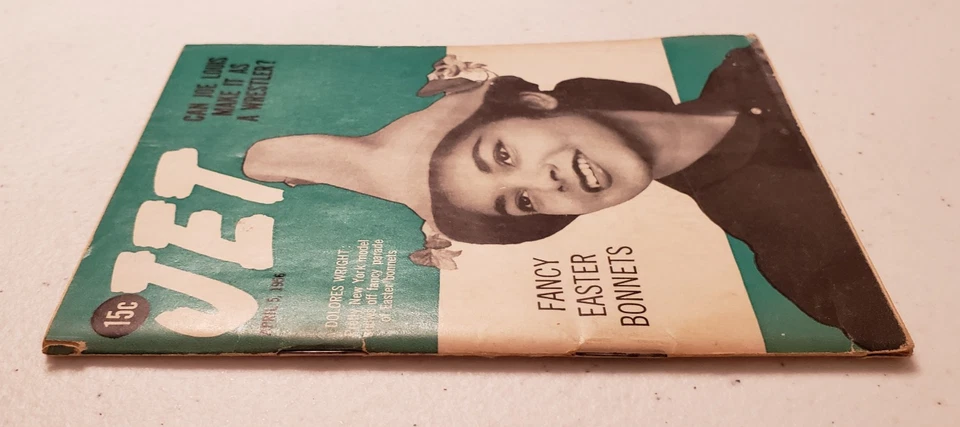 CAN JOE LOUIS
MAKE IT AS
A WRESTLER?
JET
15c
APRIL 5, 1956
DOLORES WRIGHT:
New York model
off fancy parade
of Easter bonnets
FANCY
EASTER
BONNETS